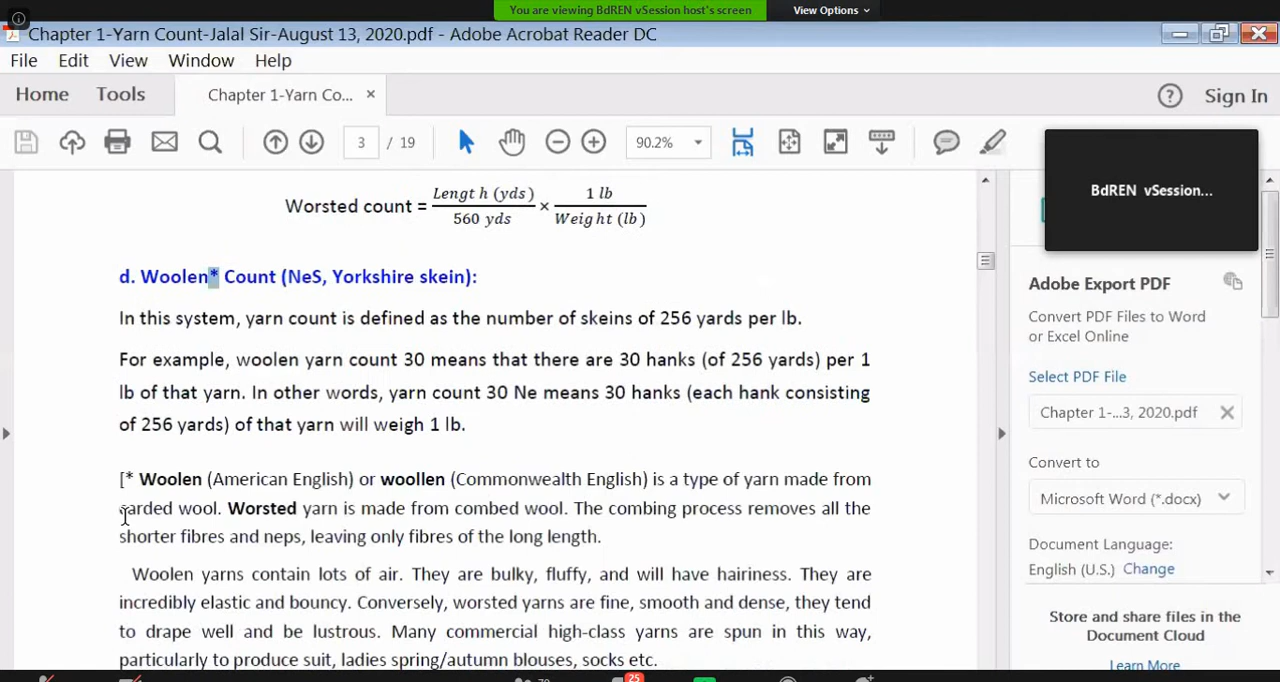 You are viewing BdREN vSession host's screen
View Options
Chapter 1-Yarn Count-Jalal Sir-August 13, 2020.pdf - Adobe Acrobat Reader DC
File Edit View Window Help
Home Tools Chapter 1-Yarn Co... ×
Sign In
3 / 19 90.2%
BdREN vSession...
Worsted count = Lengt h (yds) / 560 yds × 1 lb / Weig ht (lb)
d. Woolen* Count (NeS, Yorkshire skein):
In this system, yarn count is defined as the number of skeins of 256 yards per lb.
For example, woolen yarn count 30 means that there are 30 hanks (of 256 yards) per 1
lb of that yarn. In other words, yarn count 30 Ne means 30 hanks (each hank consisting
of 256 yards) of that yarn will weigh 1 lb.
[* Woolen (American English) or woollen (Commonwealth English) is a type of yarn made from
carded wool. Worsted yarn is made from combed wool. The combing process removes all the
shorter fibres and neps, leaving only fibres of the long length.
Woolen yarns contain lots of air. They are bulky, fluffy, and will have hairiness. They are
incredibly elastic and bouncy. Conversely, worsted yarns are fine, smooth and dense, they tend
to drape well and be lustrous. Many commercial high-class yarns are spun in this way,
particularly to produce suit, ladies spring/autumn blouses, socks etc.
Adobe Export PDF
Convert PDF Files to Word
or Excel Online
Select PDF File
Chapter 1-...3, 2020.pdf ×
Convert to
Microsoft Word (*.docx)
Document Language:
English (U.S.) Change
Store and share files in the
Document Cloud
Learn More
25